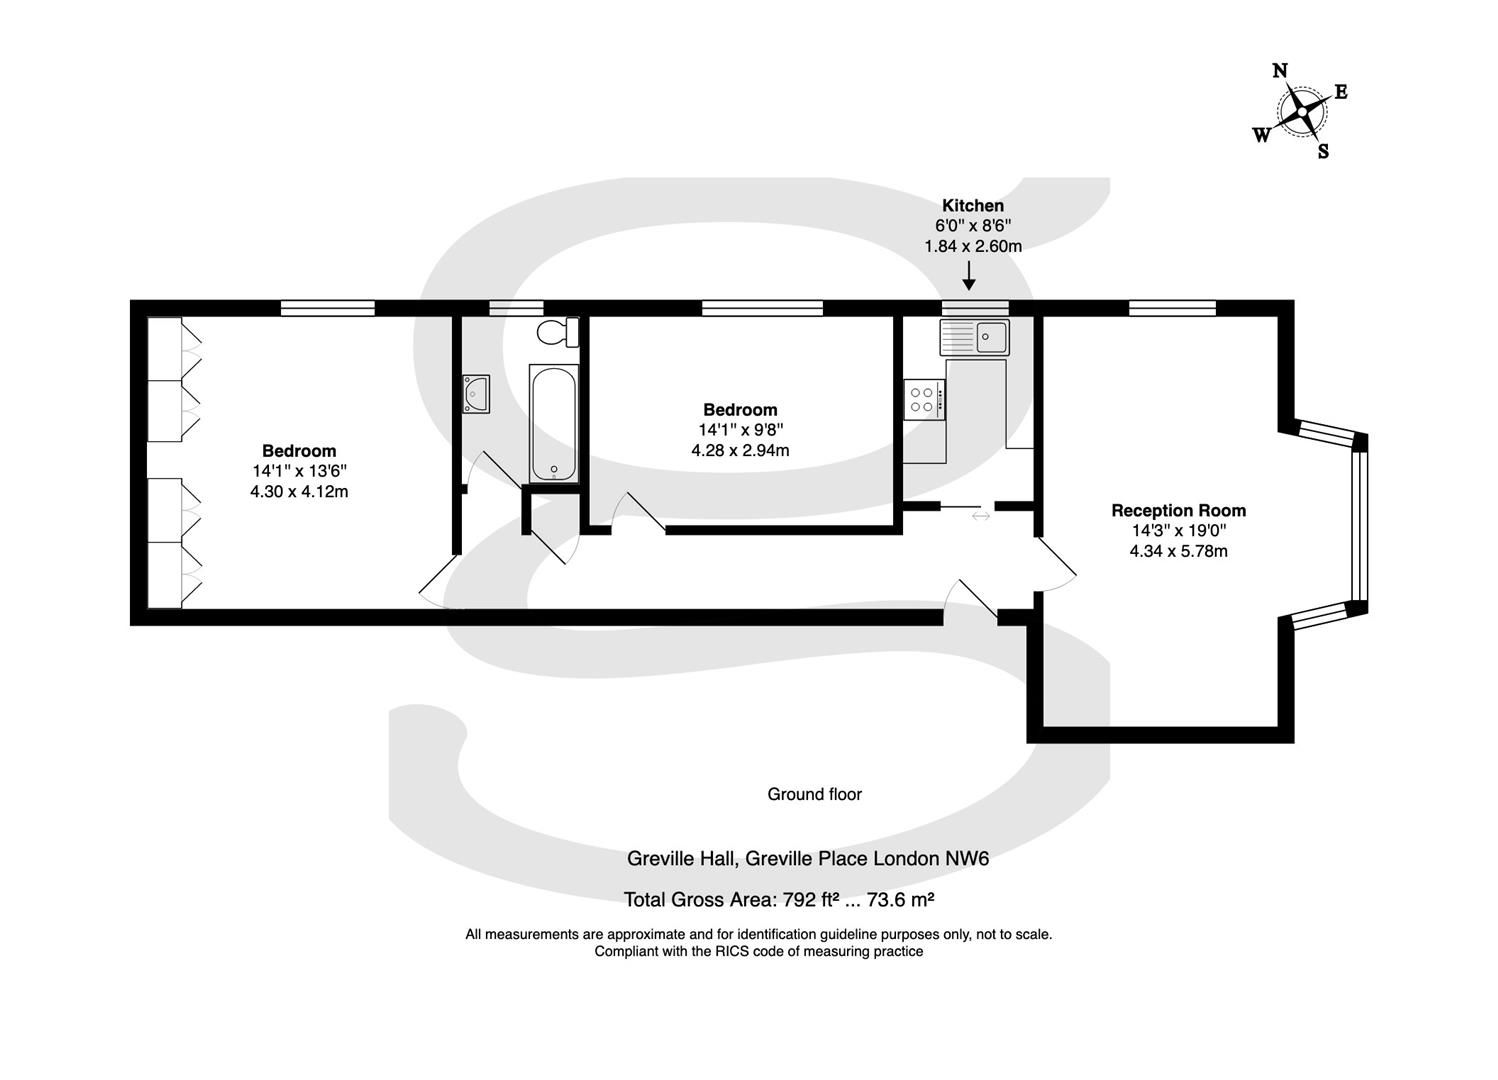 N
E
W
S
Kitchen
6'0" x 8'6"
1.84 x 2.60m
Bedroom
14'1" x 9'8"
4.28 x 2.94m
Bedroom
14'1" x 13'6"
4.30 x 4.12m
Reception Room
14'3" x 19'0"
4.34 x 5.78m
Ground floor
Greville Hall, Greville Place London NW6
Total Gross Area: 792 ft² ... 73.6 m²
All measurements are approximate and for identification guideline purposes only, not to scale.
Compliant with the RICS code of measuring practice